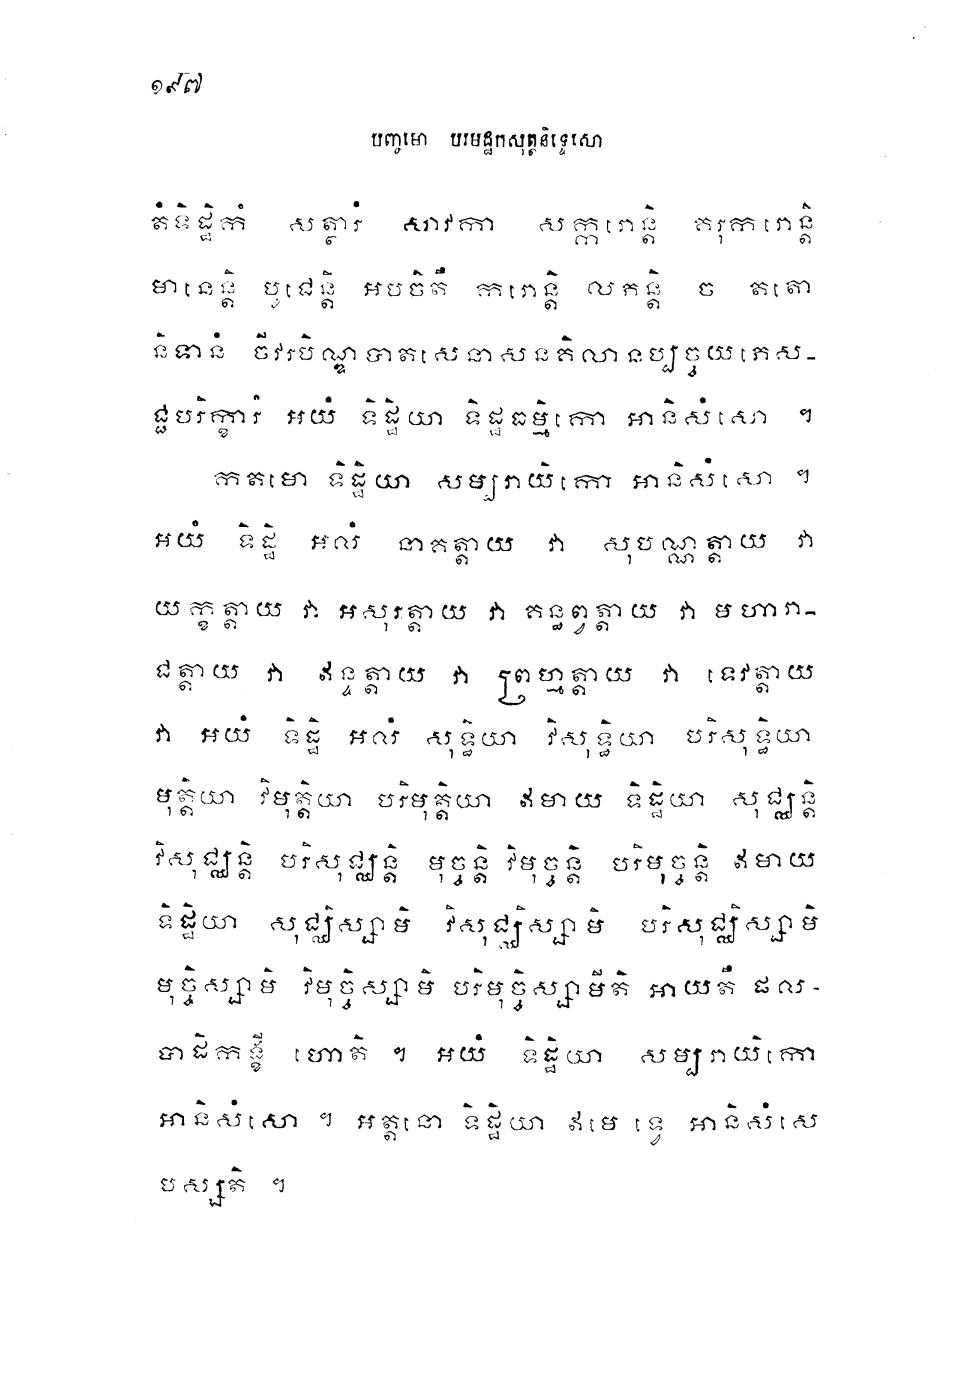 ១៩៧
បញ្ចមោ បរមដ្ឋកសុត្តនិទ្ទេសោ
តំទិដ្ឋិកំ សត្ថារំ សាវកា សក្ករោន្តិ គរុករោន្តិ
មានេន្តិ បូជេន្តិ អបចិតឹ ករោន្តិ លភន្តិ ច តតោ
និទានំ ចីវរបិណ្ឌបាតសេនាសនគិលានប្បច្ចយភេស-
ជ្ជបរិក្ខារំ អយំ ទិដ្ឋិយា ទិដ្ឋធម្មិកោ អានិសំសោ ។
កតមោ ទិដ្ឋិយា សម្បរាយិកោ អានិសំសោ ។
អយំ ទិដ្ឋិ អលំ នាគត្តាយ វា សុបណ្ណត្តាយ វា
យក្ខត្តាយ វា អសុរត្តាយ វា គន្ធព្វត្តាយ វា មហារា-
ជត្តាយ វា ឥន្ទត្តាយ វា ព្រហ្មត្តាយ វា ទេវត្តាយ
វា អយំ ទិដ្ឋិ អលំ សុទ្ធិយា វិសុទ្ធិយា បរិសុទ្ធិយា
មុត្តិយា វិមុត្តិយា បរិមុត្តិយា ឥមាយ ទិដ្ឋិយា សុជ្ឈន្តិ
វិសុជ្ឈន្តិ បរិសុជ្ឈន្តិ មុច្ចន្តិ វិមុច្ចន្តិ បរិមុច្ចន្តិ ឥមាយ
ទិដ្ឋិយា សុជ្ឈិស្សាមិ វិសុជ្ឈិស្សាមិ បរិសុជ្ឈិស្សាមិ
មុច្ចិស្សាមិ វិមុច្ចិស្សាមិ បរិមុច្ចិស្សាមីតិ អាយតឹ ផល-
បាដិកង្ខី ហោតិ ។ អយំ ទិដ្ឋិយា សម្បរាយិកោ
អានិសំសោ ។ អត្តនោ ទិដ្ឋិយា ឥមេ ទ្វេ អានិសំសេ
បស្សតិ ។